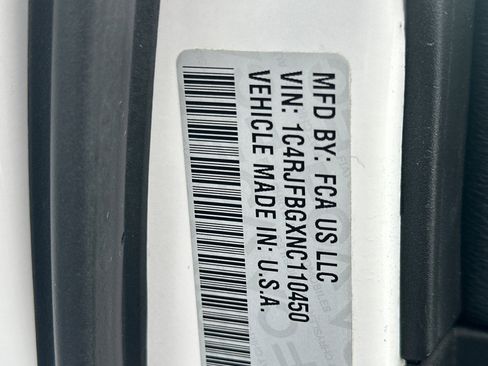 MFD BY: FCA US LLC
VIN: 1C4RJFBGXNC110450
VEHICLE MADE IN: U.S.A.